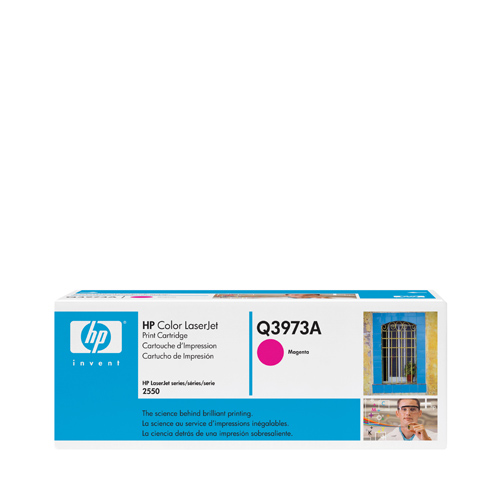 Q3973A
hp
invent
HP Color LaserJet
Print Cartridge
Cartouche d'Impression
Cartucho de Impresión
HP LaserJet series/séries/serie
2550
Q3973A
Magenta
The science behind brilliant printing.
La science au service d'impressions inégalables.
La ciencia detrás de una impresión sobresaliente.
K